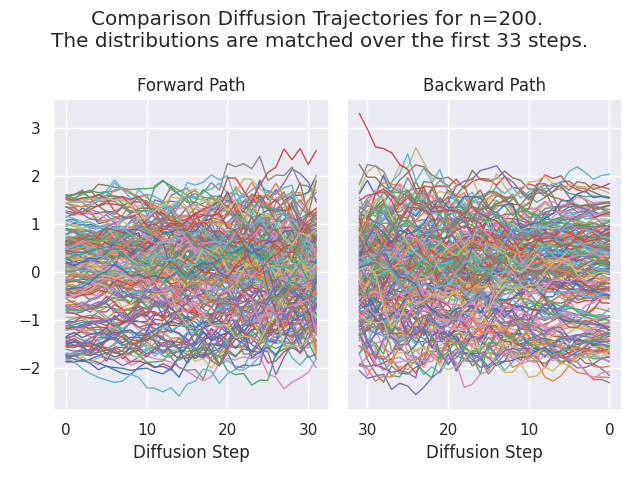 Comparison Diffusion Trajectories for n=200.
The distributions are matched over the first 33 steps.
Forward Path
Backward Path
3
2
1
0
−1
−2
0 10 20 30
30 20 10 0
Diffusion Step
Diffusion Step